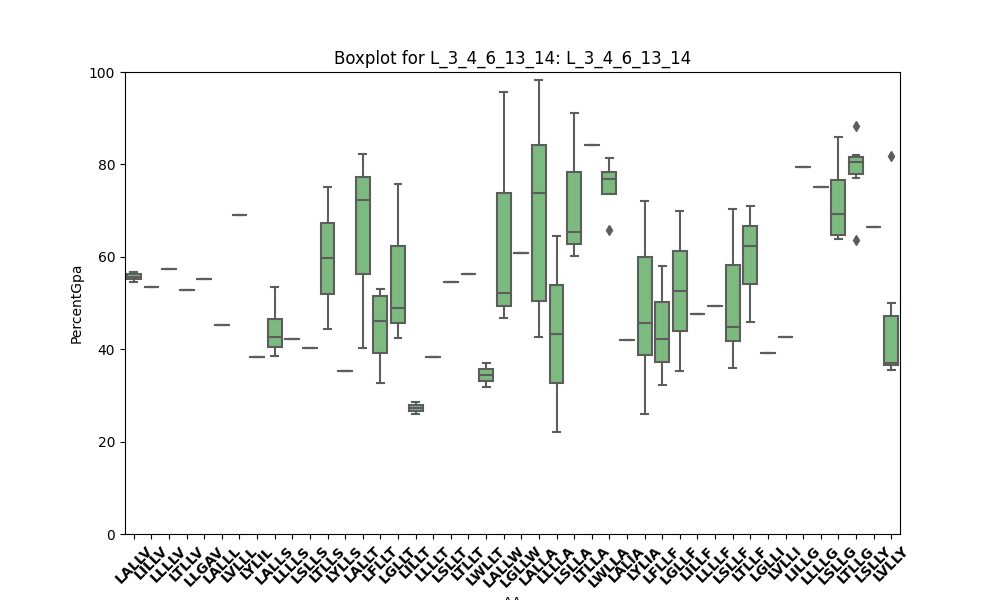 Boxplot for L_3_4_6_13_14: L_3_4_6_13_14
100
80
60
40
20
0
PercentGpa
LALLV
LILLV
LLLLV
LTLLV
LLGAV
LALLL
LVLLL
LYLIL
LALLS
LLLLS
LSLLS
LTLLS
LYLLS
LALLT
LFLLT
LGLLT
LILLT
LLLLT
LSLLT
LTLLT
LWLLT
LALLW
LGLLW
LALLA
LLLLA
LSLLA
LTLLA
LWLLA
LALIA
LYLIA
LFLLF
LGLLF
LILLF
LLLLF
LSLLF
LTLLF
LGLLI
LVLLI
LILLG
LLLLG
LSLLG
LTLLG
LSLLY
LVLLY